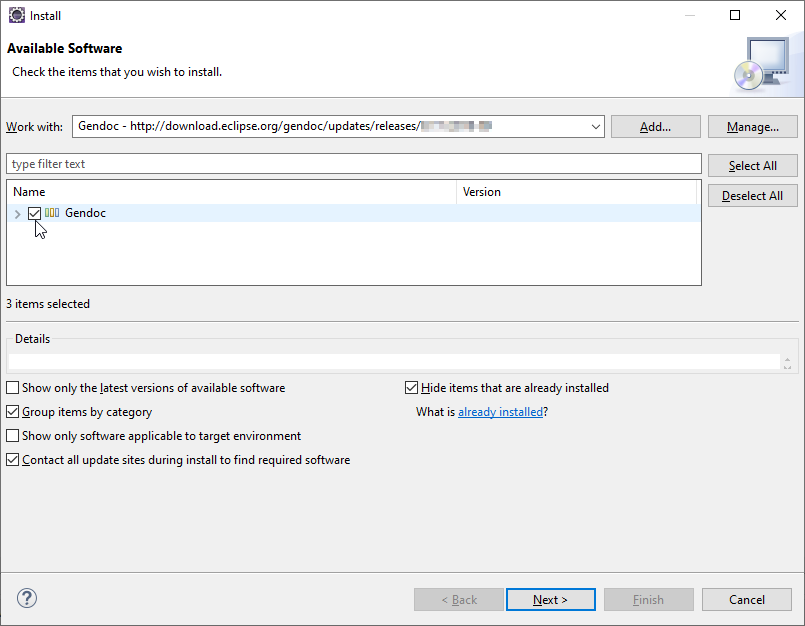 Install
Available Software
Check the items that you wish to install.
Work with: Gendoc - http://download.eclipse.org/gendoc/updates/releases/ Add... Manage...
type filter text Select All
Name Version Deselect All
Gendoc
3 items selected
Details
Show only the latest versions of available software Hide items that are already installed
Group items by category What is already installed?
Show only software applicable to target environment
Contact all update sites during install to find required software
? < Back Next > Finish Cancel